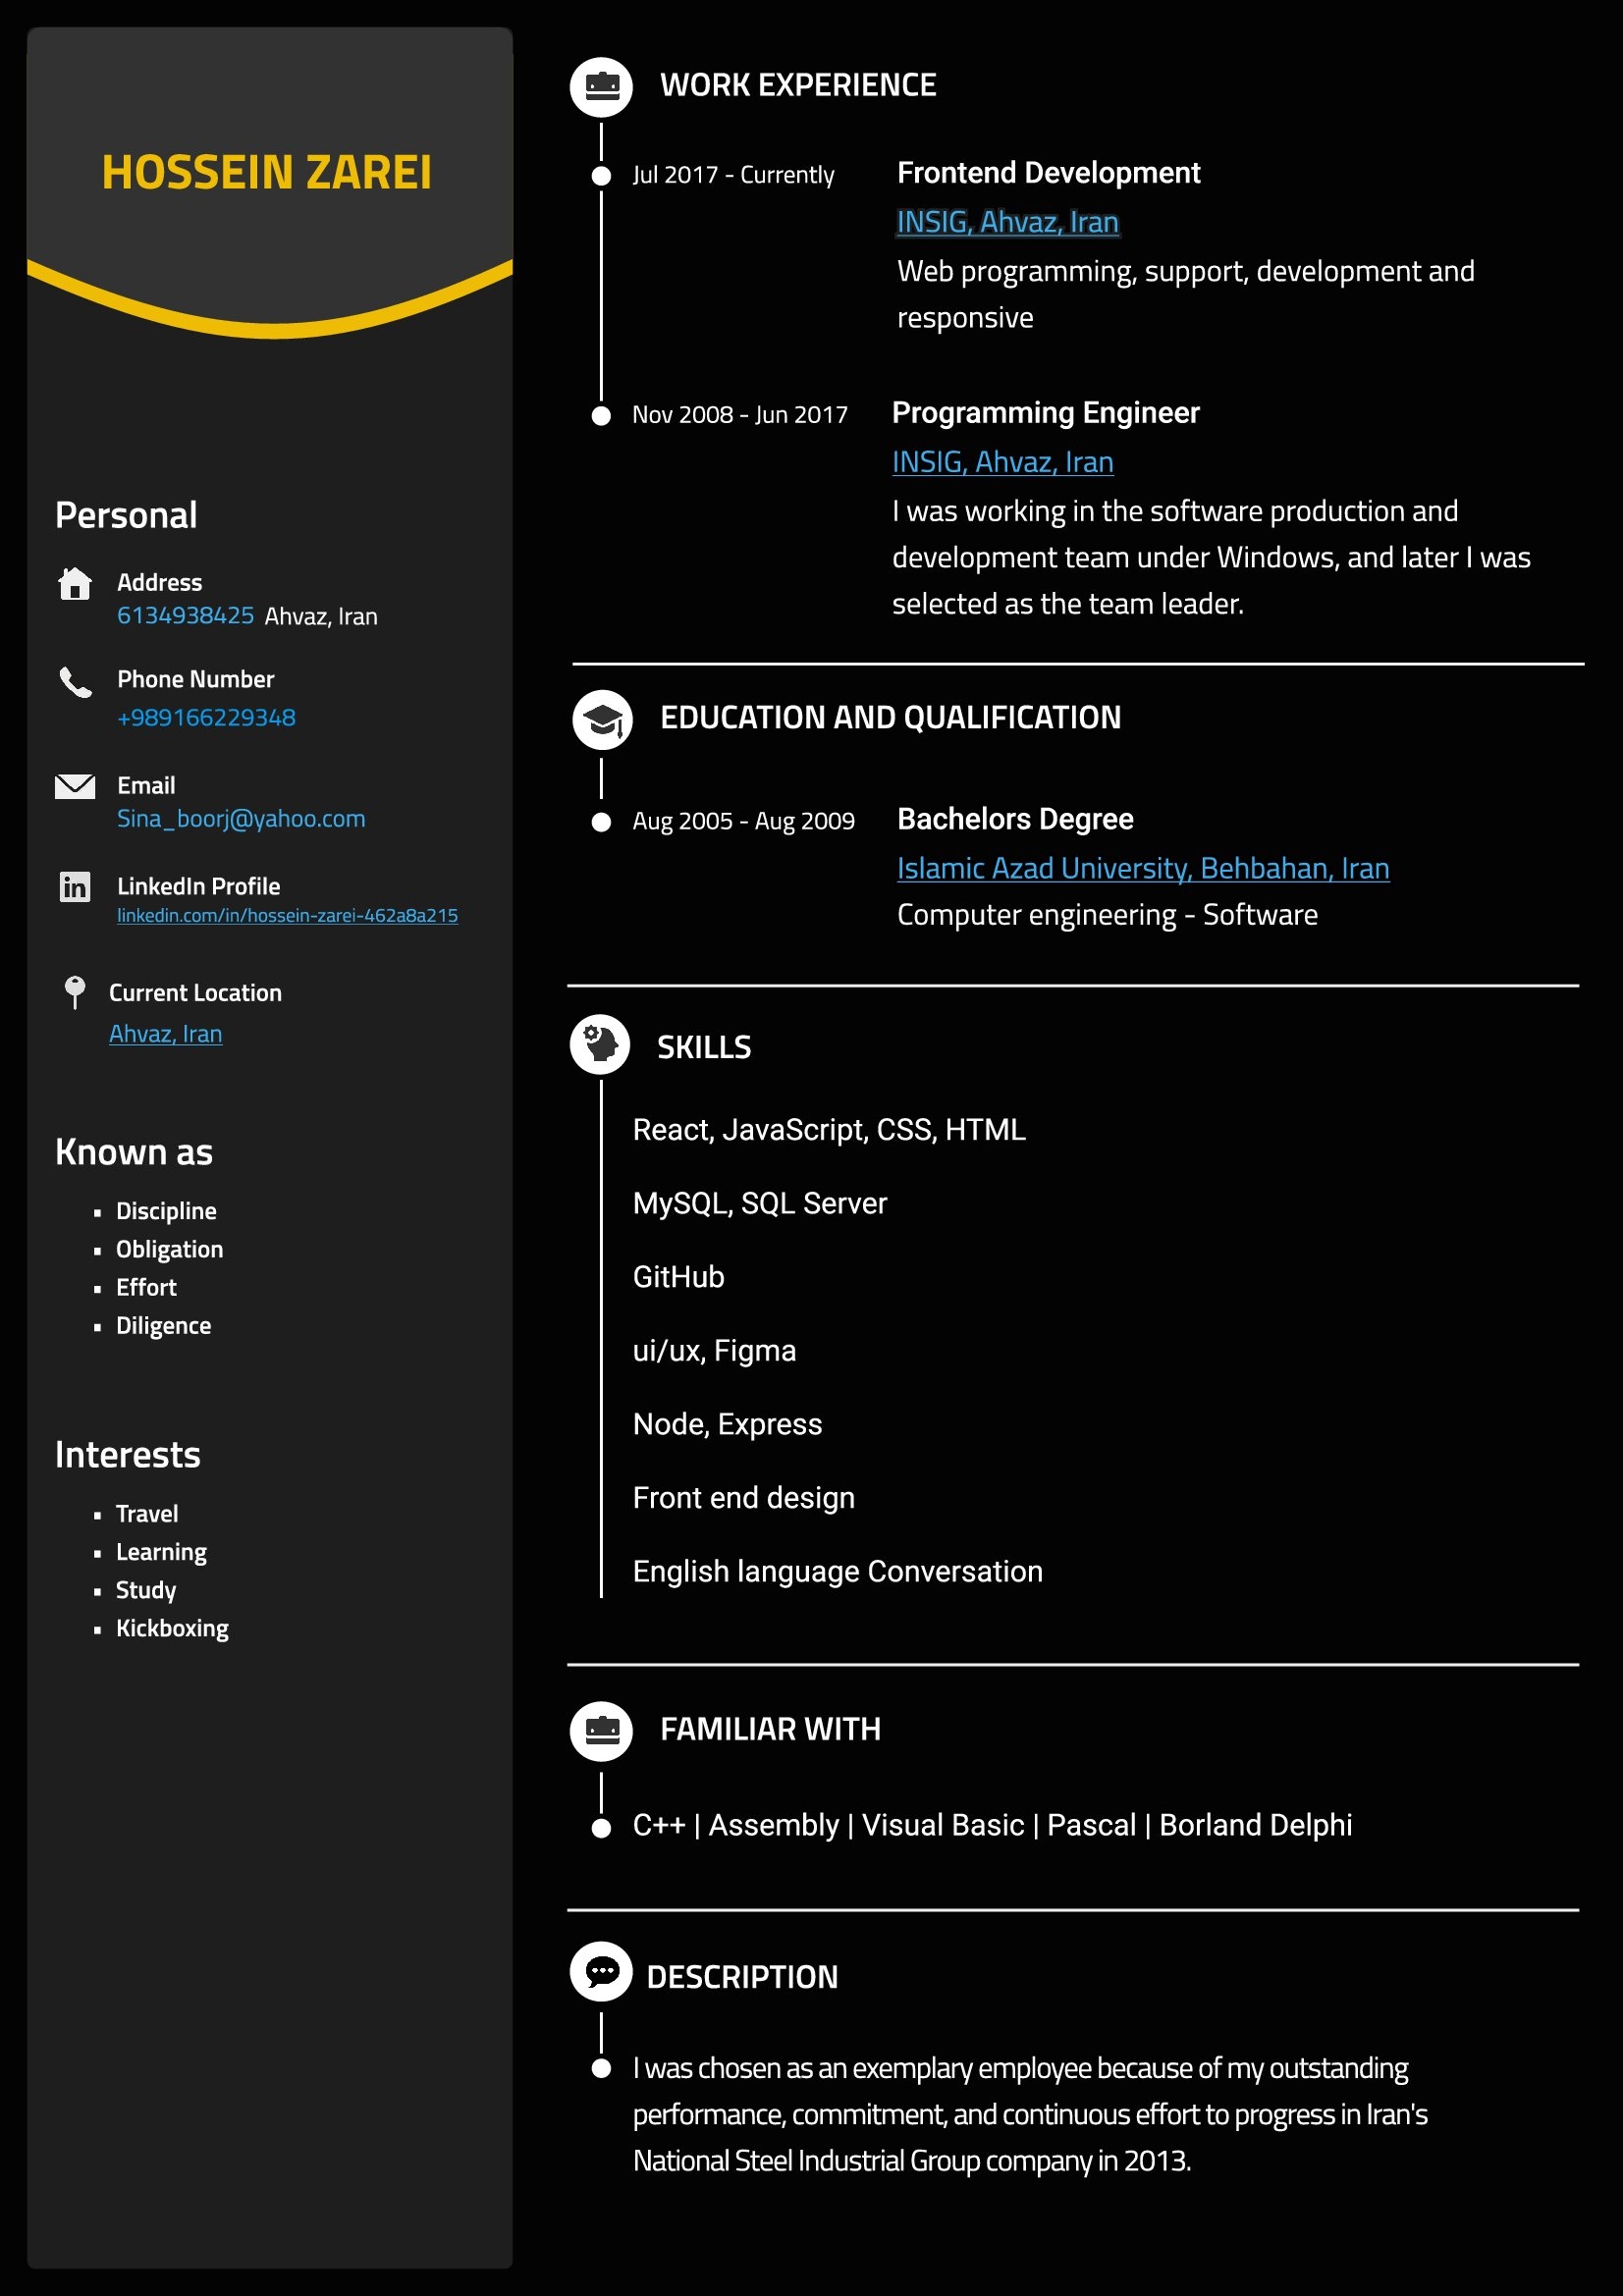 HOSSEIN ZAREI
Personal
Address
6134938425 Ahvaz, Iran
Phone Number
+989166229348
Email
Sina_boorj@yahoo.com
LinkedIn Profile
linkedin.com/in/hossein-zarei-462a8a215
Current Location
Ahvaz, Iran
Known as
▪ Discipline
▪ Obligation
▪ Effort
▪ Diligence
Interests
▪ Travel
▪ Learning
▪ Study
▪ Kickboxing
WORK EXPERIENCE
Jul 2017 - Currently
Frontend Development
INSIG, Ahvaz, Iran
Web programming, support, development and
responsive
Nov 2008 - Jun 2017
Programming Engineer
INSIG, Ahvaz, Iran
I was working in the software production and
development team under Windows, and later I was
selected as the team leader.
EDUCATION AND QUALIFICATION
Aug 2005 - Aug 2009
Bachelors Degree
Islamic Azad University, Behbahan, Iran
Computer engineering - Software
SKILLS
React, JavaScript, CSS, HTML
MySQL, SQL Server
GitHub
ui/ux, Figma
Node, Express
Front end design
English language Conversation
FAMILIAR WITH
C++ | Assembly | Visual Basic | Pascal | Borland Delphi
DESCRIPTION
I was chosen as an exemplary employee because of my outstanding
performance, commitment, and continuous effort to progress in Iran's
National Steel Industrial Group company in 2013.